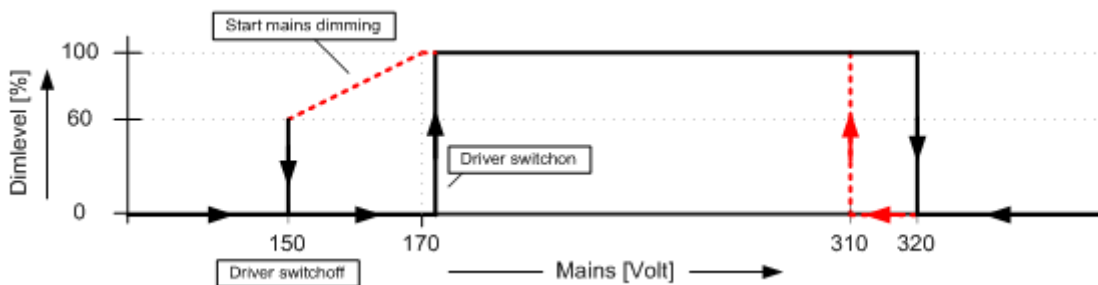 Start mains dimming
100
60
0
Dimlevel [%]
Driver switchon
150
170
310
320
Driver switchoff
Mains [Volt]